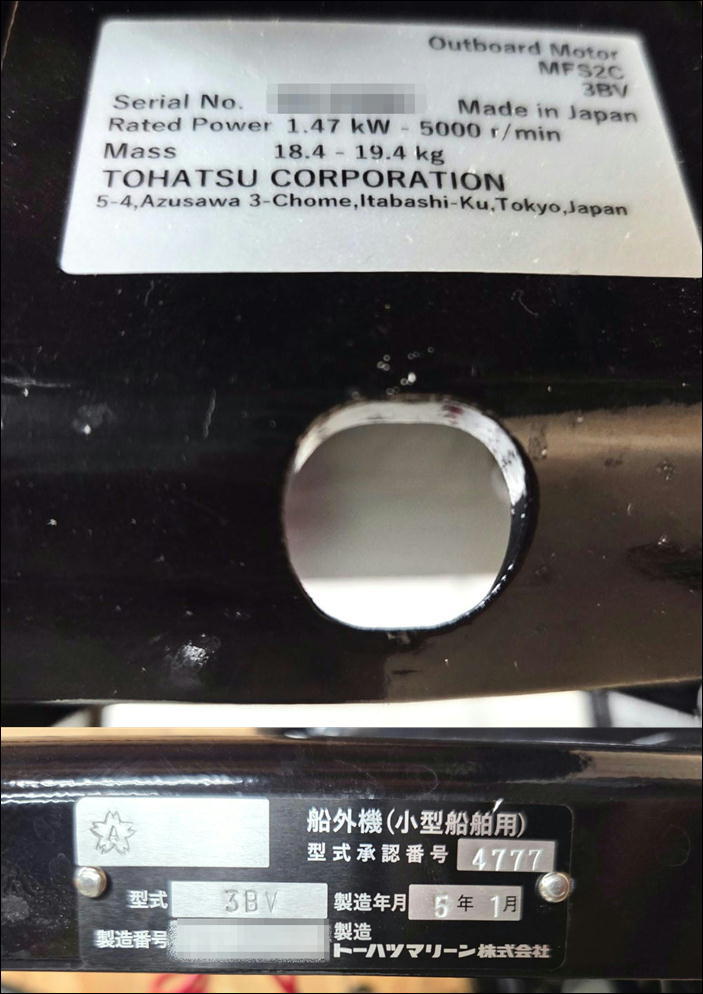 Outboard Motor
MFS2C
3BV
Serial No.
Made in Japan
Rated Power 1.47 kW - 5000 r/min
Mass 18.4 - 19.4 kg
TOHATSU CORPORATION
5-4,Azusawa 3-Chome,Itabashi-Ku,Tokyo,Japan
A
船外機(小型船舶用)
型式承認番号 4777
型式 3BV 製造年月 5年 1月
製造番号
製造
トーハツマリーン株式会社